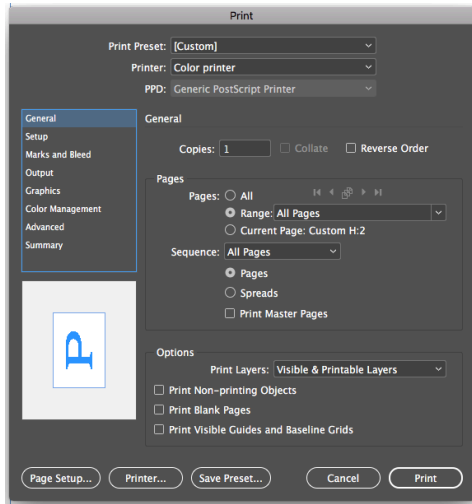 Print
Print Preset: [Custom]
Printer: Color printer
PPD: Generic PostScript Printer
General
Setup
Marks and Bleed
Output
Graphics
Color Management
Advanced
Summary
P
General
Copies: 1 Collate Reverse Order
Pages
Pages: All
Range: All Pages
Current Page: Custom H:2
Sequence: All Pages
Pages
Spreads
Print Master Pages
Options
Print Layers: Visible & Printable Layers
Print Non-printing Objects
Print Blank Pages
Print Visible Guides and Baseline Grids
Page Setup... Printer... Save Preset... Cancel Print